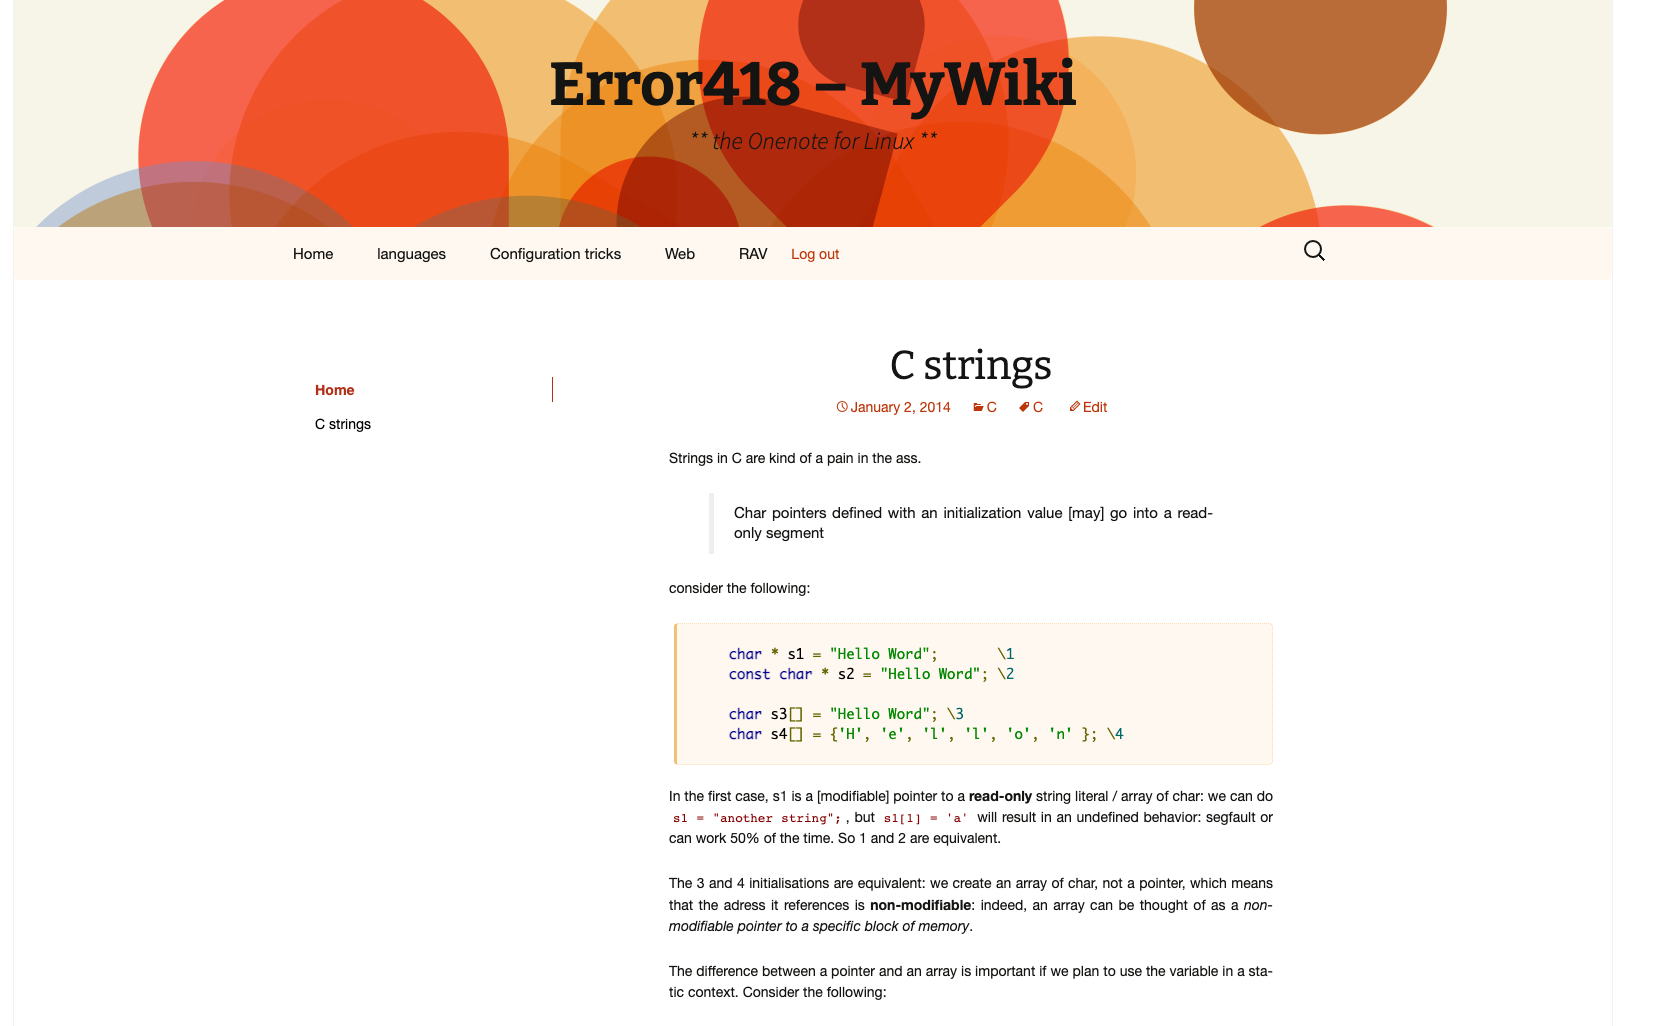 Error418 – MyWiki
** the Onenote for Linux **
Home languages Configuration tricks Web RAV Log out
Home
C strings
C strings
January 2, 2014 C C Edit
Strings in C are kind of a pain in the ass.
Char pointers defined with an initialization value [may] go into a read-
only segment
consider the following:
char * s1 = "Hello Word";       \1
const char * s2 = "Hello Word"; \2
char s3[] = "Hello Word"; \3
char s4[] = {'H', 'e', 'l', 'l', 'o', 'n' }; \4
In the first case, s1 is a [modifiable] pointer to a read-only string literal / array of char: we can do
s1 = "another string"; , but s1[1] = 'a' will result in an undefined behavior: segfault or
can work 50% of the time. So 1 and 2 are equivalent.
The 3 and 4 initialisations are equivalent: we create an array of char, not a pointer, which means
that the adress it references is non-modifiable: indeed, an array can be thought of as a non-
modifiable pointer to a specific block of memory.
The difference between a pointer and an array is important if we plan to use the variable in a sta-
tic context. Consider the following: